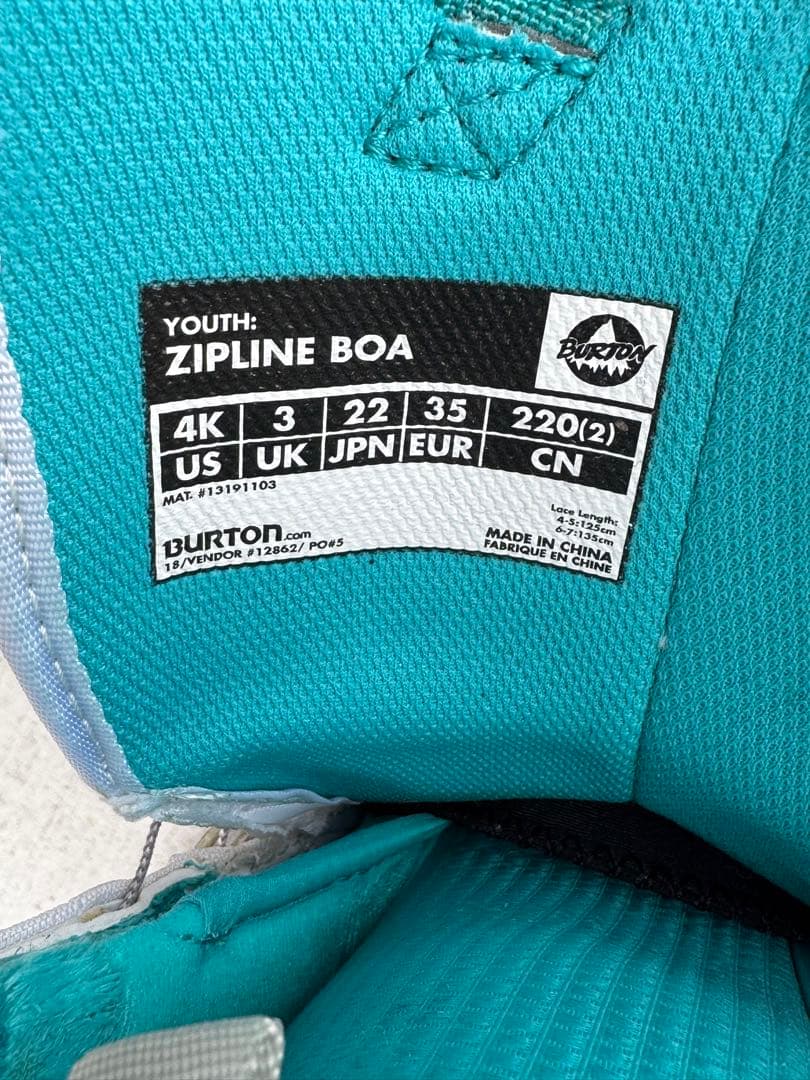 YOUTH:
ZIPLINE BOA
BURTON
4K 3 22 35 220(2)
US UK JPN EUR CN
MAT. #13191103
BURTON.com
18/VENDOR #12862/ PO#5
Lace Length:
4-5:125cm
6-7:135cm
MADE IN CHINA
FABRIQUE EN CHINE